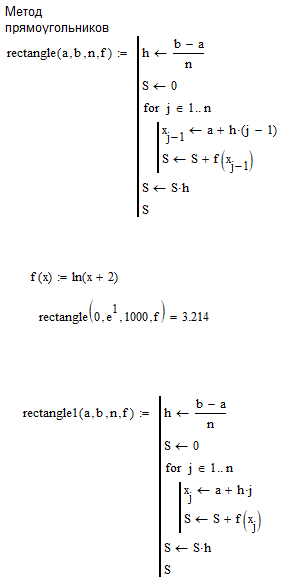 Метод
прямоугольников
rectangle(a,b,n,f) := h ← (b − a)/n
S ← 0
for j ∈ 1..n
x_{j−1} ← a + h·(j − 1)
S ← S + f(x_{j−1})
S ← S·h
S
f(x) := ln(x + 2)
rectangle(0,e^1,1000,f) = 3.214
rectangle1(a,b,n,f) := h ← (b − a)/n
S ← 0
for j ∈ 1..n
x_j ← a + h·j
S ← S + f(x_j)
S ← S·h
S